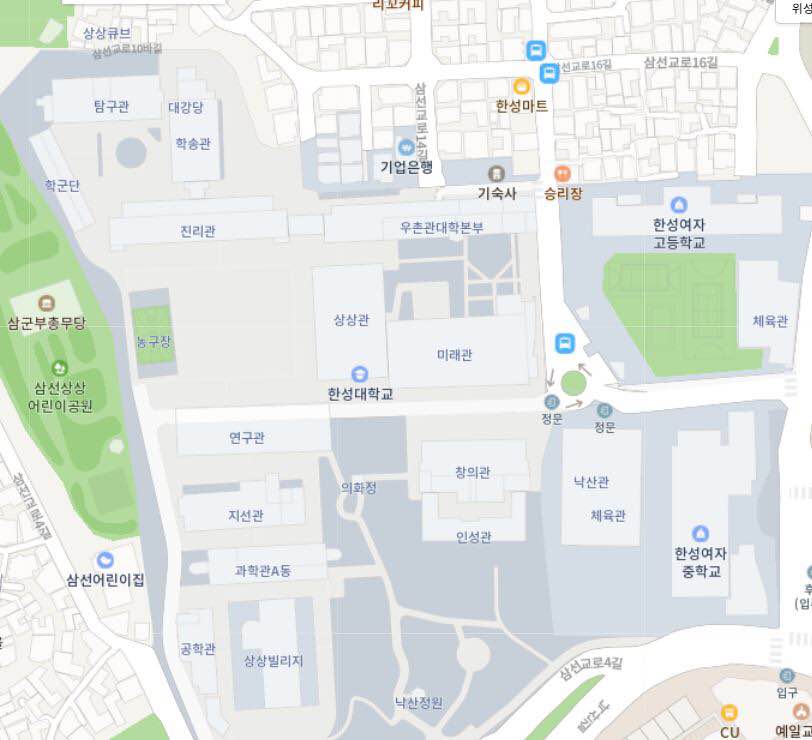 리꼬커피
위성
상상큐브
삼선교로10바길
삼선교로16길
삼선교로16길
탐구관
대강당
한성마트
삼선교로14길
학송관
기업은행
학군단
기숙사
승리장
진리관
우촌관대학본부
한성여자
고등학교
상상관
삼군부총무당
체육관
농구장
미래관
삼선상상
어린이공원
한성대학교
정문
정문
연구관
창의관
낙산관
의화정
지선관
체육관
인성관
한성여자
중학교
과학관A동
삼선어린이집
공학관
상상빌리지
삼선교로4길
입구
낙산정원
CU
예일교